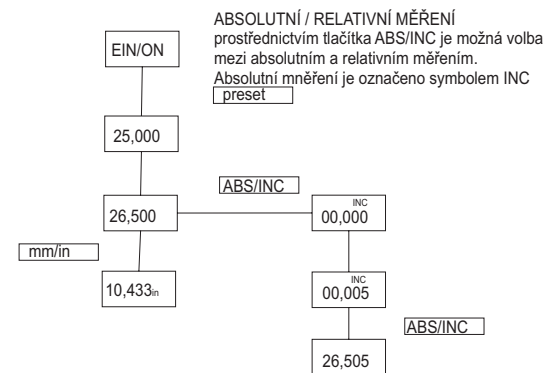 ABSOLUTNÍ / RELATIVNÍ MĚŘENÍ
prostřednictvím tlačítka ABS/INC je možná volba
mezi absolutním a relativním měřením.
Absolutní mněření je označeno symbolem INC
preset
EIN/ON
25,000
ABS/INC
26,500
INC
00,000
mm/in
10,433in
INC
00,005
ABS/INC
26,505